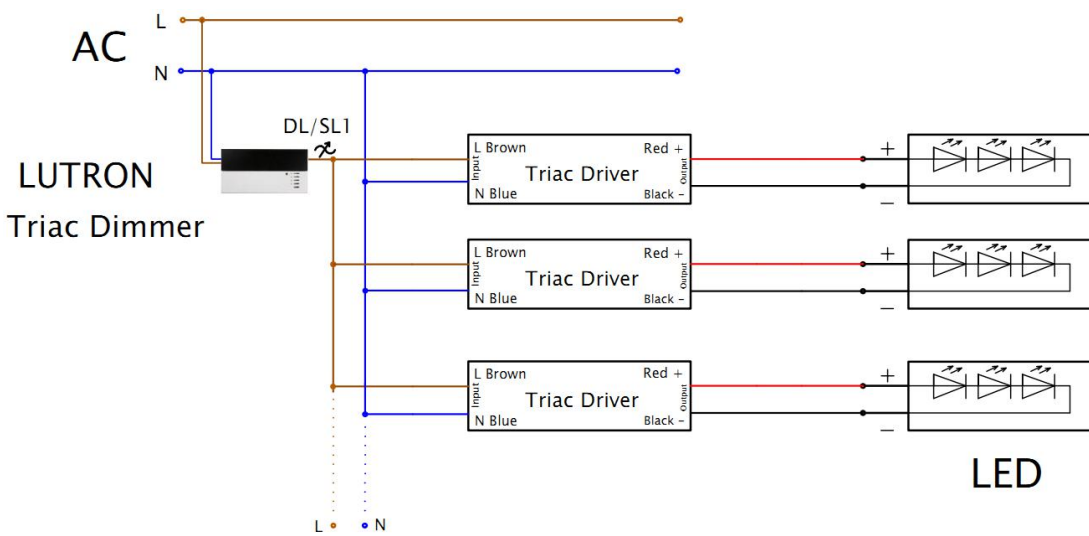 L
AC
N
DL/SL1
LUTRON
Triac Dimmer
L Brown
Input
N Blue
Triac Driver
Red +
Output
Black -
+
—
L Brown
Input
N Blue
Triac Driver
Red +
Output
Black -
+
—
L Brown
Input
N Blue
Triac Driver
Red +
Output
Black -
+
—
LED
L
N